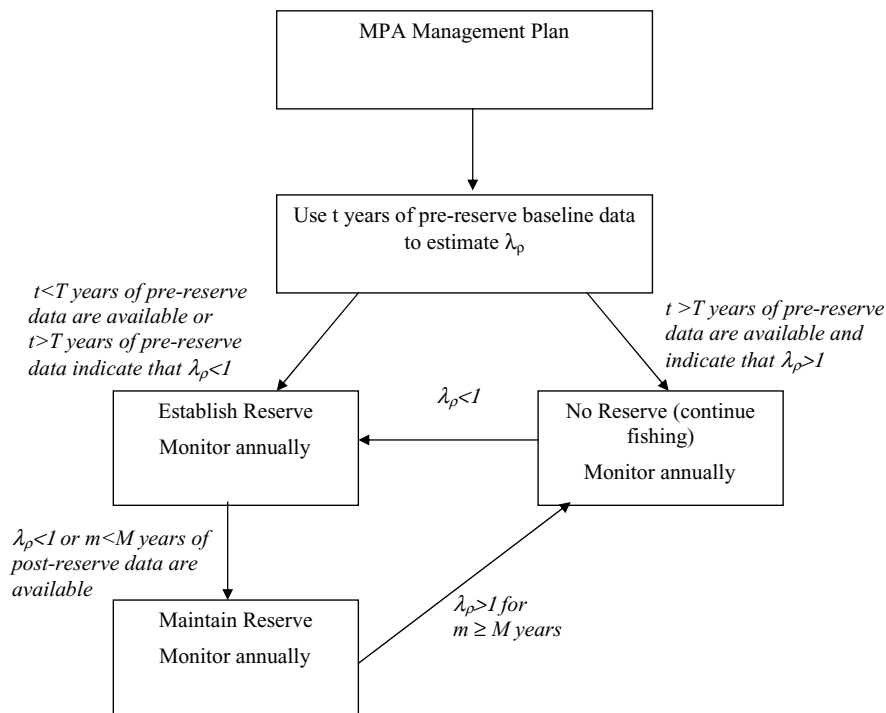 MPA Management Plan
Use t years of pre-reserve baseline data
to estimate λρ
t<T years of pre-reserve
data are available or
t>T years of pre-reserve
data indicate that λρ<1
t >T years of pre-reserve
data are available and
indicate that λρ>1
Establish Reserve
Monitor annually
λρ<1
No Reserve (continue
fishing)
Monitor annually
λρ<1 or m<M years of
post-reserve data are
available
λρ>1 for
m ≥ M years
Maintain Reserve
Monitor annually